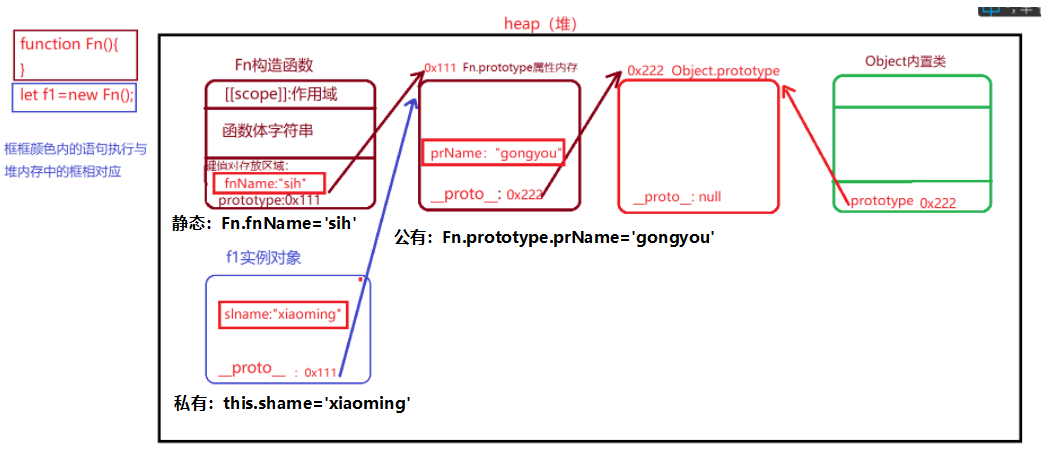 中 ，
heap（堆）
function Fn(){
}
let f1=new Fn();
框框颜色内的语句执行与
堆内存中的框相对应
Fn构造函数
[[scope]]:作用域
函数体字符串
键值对存放区域：
fnName:"sjh"
prototype:0x111
静态：Fn.fnName='sih'
0x111 Fn.prototype属性内存
prName："gongyou"
__proto__: 0x222
公有：Fn.prototype.prName='gongyou'
0x222 Object.prototype
__proto__: null
Object内置类
prototype 0x222
f1实例对象
slname:"xiaoming"
__proto__ ：0x111
私有：this.shame='xiaoming'